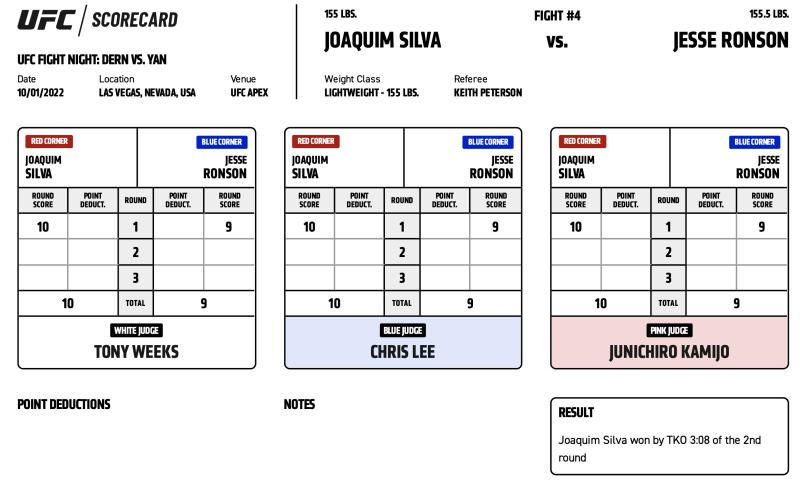 UFC / SCORECARD
UFC FIGHT NIGHT: DERN VS. YAN
Date Location Venue
10/01/2022 LAS VEGAS, NEVADA, USA UFC APEX
155 LBS. FIGHT #4 155.5 LBS.
JOAQUIM SILVA VS. JESSE RONSON
Weight Class Referee
LIGHTWEIGHT - 155 LBS. KEITH PETERSON
RED CORNER BLUE CORNER
JOAQUIM JESSE
SILVA RONSON
ROUND POINT ROUND POINT ROUND
SCORE DEDUCT. DEDUCT. SCORE
10 1 9
2
3
10 TOTAL 9
WHITE JUDGE
TONY WEEKS
RED CORNER BLUE CORNER
JOAQUIM JESSE
SILVA RONSON
ROUND POINT ROUND POINT ROUND
SCORE DEDUCT. DEDUCT. SCORE
10 1 9
2
3
10 TOTAL 9
BLUE JUDGE
CHRIS LEE
RED CORNER BLUE CORNER
JOAQUIM JESSE
SILVA RONSON
ROUND POINT ROUND POINT ROUND
SCORE DEDUCT. DEDUCT. SCORE
10 1 9
2
3
10 TOTAL 9
PINK JUDGE
JUNICHIRO KAMIJO
POINT DEDUCTIONS
NOTES
RESULT
Joaquim Silva won by TKO 3:08 of the 2nd
round